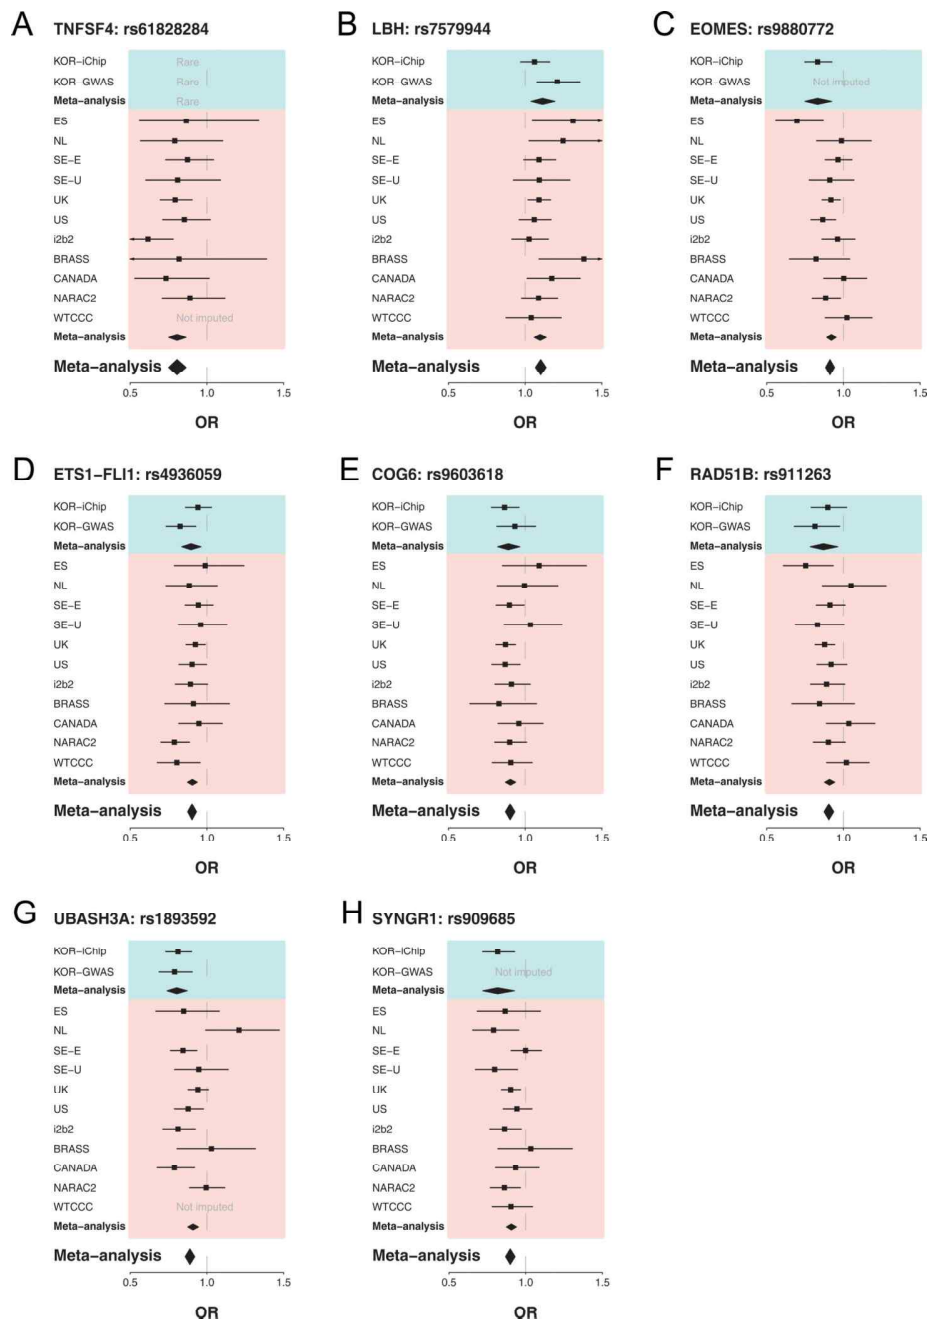 A TNFSF4: rs61828284
KOR-iChip Rare
KOR-GWAS Rare
Meta-analysis Rare
ES
NL
SE-E
SE-U
UK
US
i2b2
BRASS
CANADA
NARAC2
WTCCC Not imputed
Meta-analysis
Meta-analysis
0.5 1.0 1.5
OR
B LBH: rs7579944
KOR-iChip
KOR-GWAS
Meta-analysis
ES
NL
SE-E
SE-U
UK
US
i2b2
BRASS
CANADA
NARAC2
WTCCC
Meta-analysis
Meta-analysis
0.5 1.0 1.5
OR
C EOMES: rs9880772
KOR-iChip
KOR-GWAS Not imputed
Meta-analysis
ES
NL
SE-E
SE-U
UK
US
i2b2
BRASS
CANADA
NARAC2
WTCCC
Meta-analysis
Meta-analysis
0.5 1.0 1.5
OR
D ETS1-FLI1: rs4936059
KOR-iChip
KOR-GWAS
Meta-analysis
ES
NL
SE-E
SE-U
UK
US
i2b2
BRASS
CANADA
NARAC2
WTCCC
Meta-analysis
Meta-analysis
0.5 1.0 1.5
OR
E COG6: rs9603618
KOR-iChip
KOR-GWAS
Meta-analysis
ES
NL
SE-E
SE-U
UK
US
i2b2
BRASS
CANADA
NARAC2
WTCCC
Meta-analysis
Meta-analysis
0.5 1.0 1.5
OR
F RAD51B: rs911263
KOR-iChip
KOR-GWAS
Meta-analysis
ES
NL
SE-E
SE-U
UK
US
i2b2
BRASS
CANADA
NARAC2
WTCCC
Meta-analysis
Meta-analysis
0.5 1.0 1.5
OR
G UBASH3A: rs1893592
KOR-iChip
KOR-GWAS
Meta-analysis
ES
NL
SE-E
SE-U
UK
US
i2b2
BRASS
CANADA
NARAC2
WTCCC Not imputed
Meta-analysis
Meta-analysis
0.5 1.0 1.5
OR
H SYNGR1: rs909685
KOR-iChip
KOR-GWAS Not imputed
Meta-analysis
ES
NL
SE-E
SE-U
UK
US
i2b2
BRASS
CANADA
NARAC2
WTCCC
Meta-analysis
Meta-analysis
0.5 1.0 1.5
OR